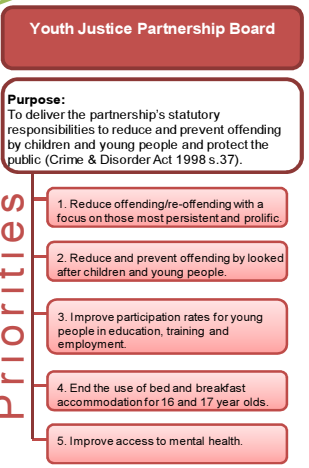 Youth Justice Partnership Board
Purpose:
To deliver the partnership's statutory
responsibilities to reduce and prevent offending
by children and young people and protect the
public (Crime & Disorder Act 1998 s.37).
Priorities
1. Reduce offending/re-offending with a
focus on those most persistent and prolific.
2. Reduce and prevent offending by looked
after children and young people.
3. Improve participation rates for young
people in education, training and
employment.
4. End the use of bed and breakfast
accommodation for 16 and 17 year olds.
5. Improve access to mental health.